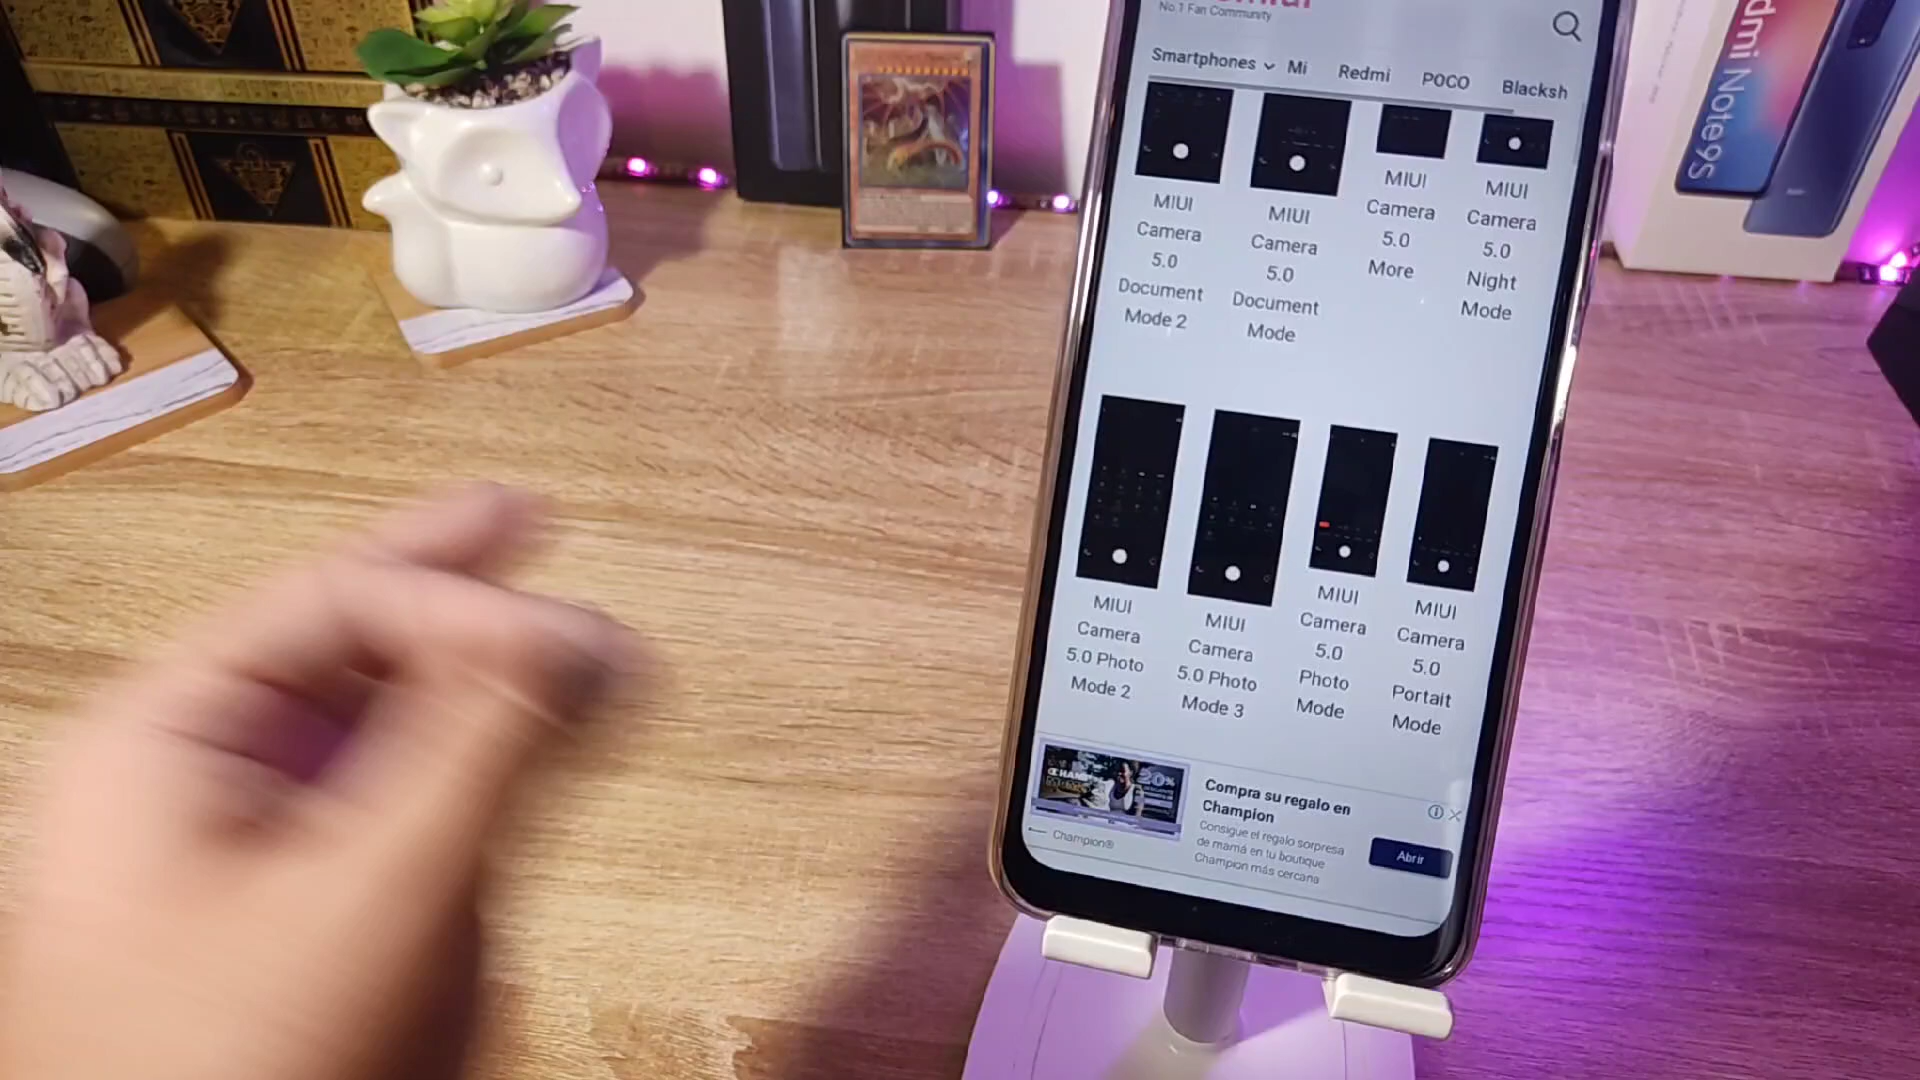 No.1 Fan Community
Smartphones
Mi
Redmi
POCO
Blacksh
MIUI
Camera
5.0
Document
Mode 2
MIUI
Camera
5.0
Document
Mode
MIUI
Camera
5.0
More
MIUI
Camera
5.0
Night
Mode
MIUI
Camera
5.0 Photo
Mode 2
MIUI
Camera
5.0 Photo
Mode 3
MIUI
Camera
5.0
Photo
Mode
MIUI
Camera
5.0
Portait
Mode
20%
Champion®
Compra su regalo en
Champion
Consigue el regalo sorpresa
de mamá en tu boutique
Champion más cercana
Abrir
dmi Note9S